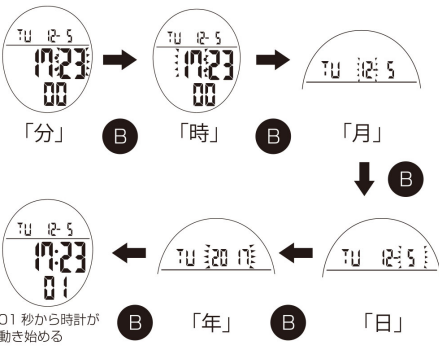 TU 12- 5
17:23
00
「分」
B
TU 12- 5
17:23
00
「時」
B
TU 12 5
「月」
B
TU 12- 5
「日」
B
TU 20 17
「年」
B
TU 12- 5
17:23
01
01 秒から時計が
動き始める